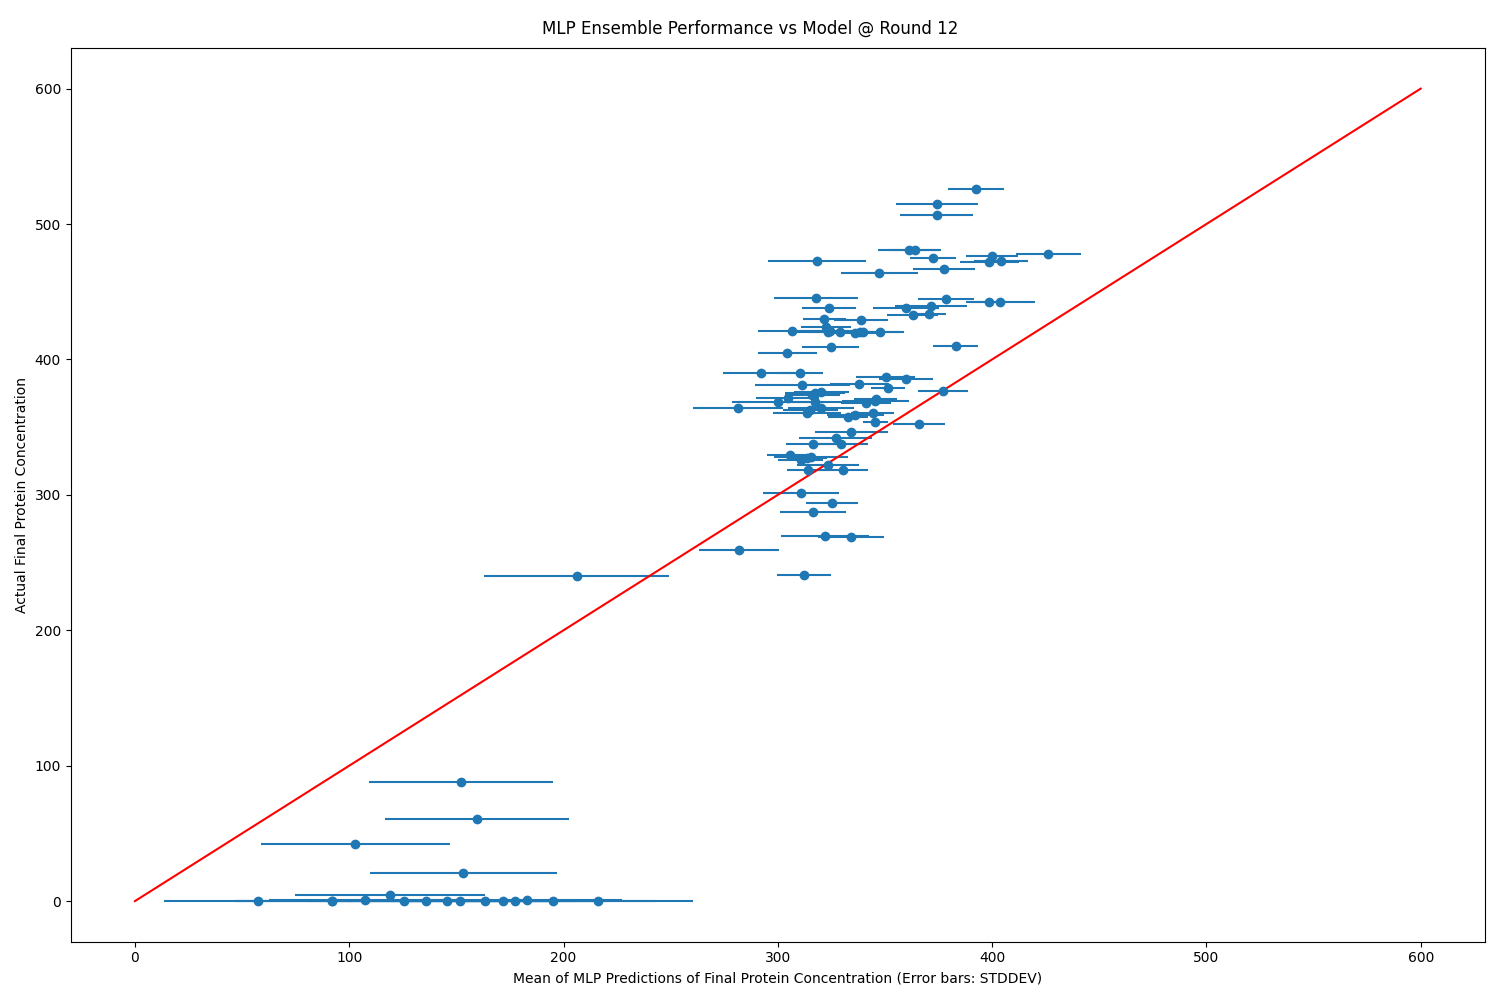 MLP Ensemble Performance vs Model @ Round 12
600
500
400
300
200
100
0
Actual Final Protein Concentration
0 100 200 300 400 500 600
Mean of MLP Predictions of Final Protein Concentration (Error bars: STDDEV)